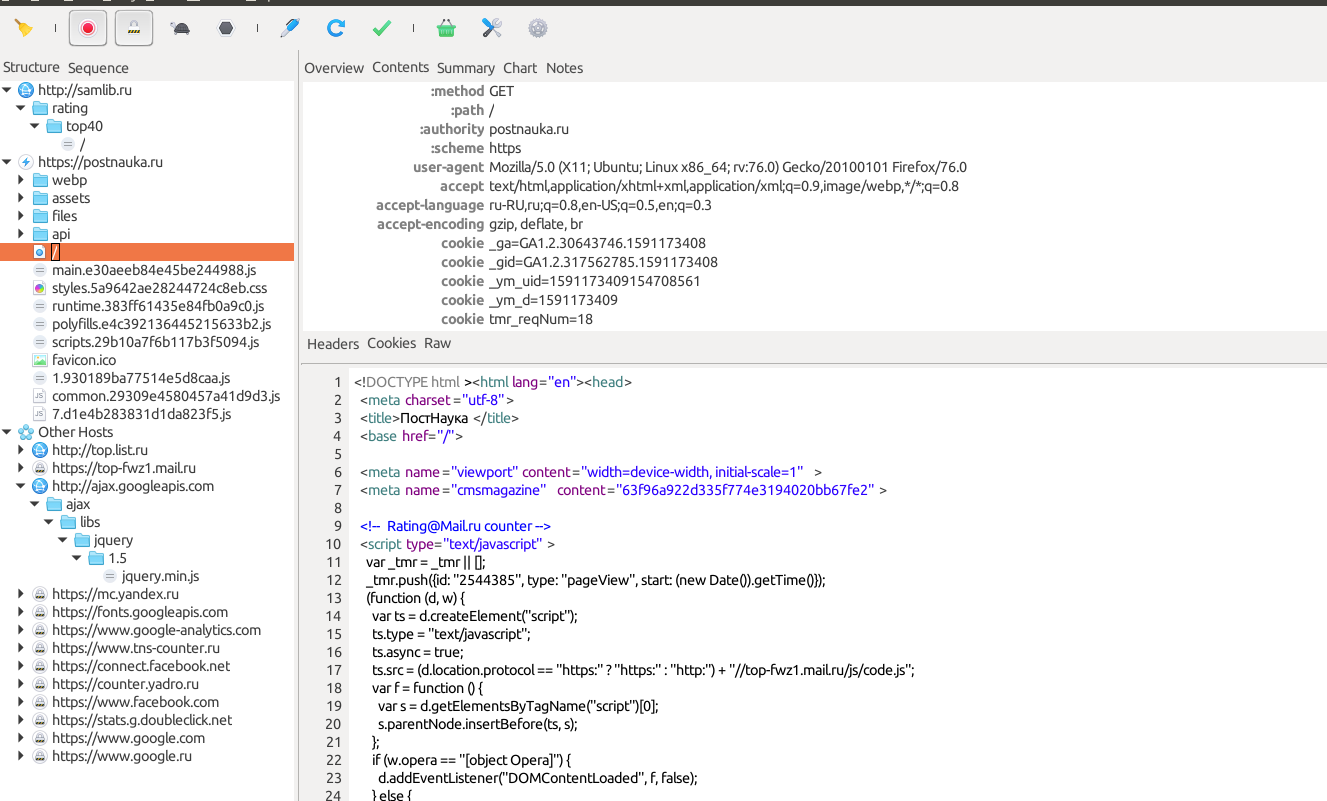 Structure Sequence
http://samlib.ru
rating
top40
/
https://postnauka.ru
webp
assets
files
api
/
main.e30aeeb84e45be244988.js
styles.5a9642ae28244724c8eb.css
runtime.383ff61435e84fb0a9c0.js
polyfills.e4c392136445215633b2.js
scripts.29b10a7f6b117b3f5094.js
favicon.ico
1.930189ba77514e5d8caa.js
common.29309e4580457a41d9d3.js
7.d1e4b283831d1da823f5.js
Other Hosts
http://top.list.ru
https://top-fwz1.mail.ru
http://ajax.googleapis.com
ajax
libs
jquery
1.5
jquery.min.js
https://mc.yandex.ru
https://fonts.googleapis.com
https://www.google-analytics.com
https://www.tns-counter.ru
https://connect.facebook.net
https://counter.yadro.ru
https://www.facebook.com
https://stats.g.doubleclick.net
https://www.google.com
https://www.google.ru
Overview Contents Summary Chart Notes
:method GET
:path /
:authority postnauka.ru
:scheme https
user-agent Mozilla/5.0 (X11; Ubuntu; Linux x86_64; rv:76.0) Gecko/20100101 Firefox/76.0
accept text/html,application/xhtml+xml,application/xml;q=0.9,image/webp,*/*;q=0.8
accept-language ru-RU,ru;q=0.8,en-US;q=0.5,en;q=0.3
accept-encoding gzip, deflate, br
cookie _ga=GA1.2.30643746.1591173408
cookie _gid=GA1.2.317562785.1591173408
cookie _ym_uid=1591173409154708561
cookie _ym_d=1591173409
cookie tmr_reqNum=18
Headers Cookies Raw
1 <!DOCTYPE html ><html lang="en"><head>
2 <meta charset="utf-8">
3 <title>ПостНаука </title>
4 <base href="/">
5
6 <meta name="viewport" content="width=device-width, initial-scale=1" >
7 <meta name="cmsmagazine" content="63f96a922d335f774e3194020bb67fe2" >
8
9 <!-- Rating@Mail.ru counter -->
10 <script type="text/javascript" >
11 var _tmr = _tmr || [];
12 _tmr.push({id: "2544385", type: "pageView", start: (new Date()).getTime()});
13 (function (d, w) {
14 var ts = d.createElement("script");
15 ts.type = "text/javascript";
16 ts.async = true;
17 ts.src = (d.location.protocol == "https:" ? "https:" : "http:") + "//top-fwz1.mail.ru/js/code.js";
18 var f = function () {
19 var s = d.getElementsByTagName("script")[0];
20 s.parentNode.insertBefore(ts, s);
21 };
22 if (w.opera == "[object Opera]") {
23 d.addEventListener("DOMContentLoaded", f, false);
24 } else {